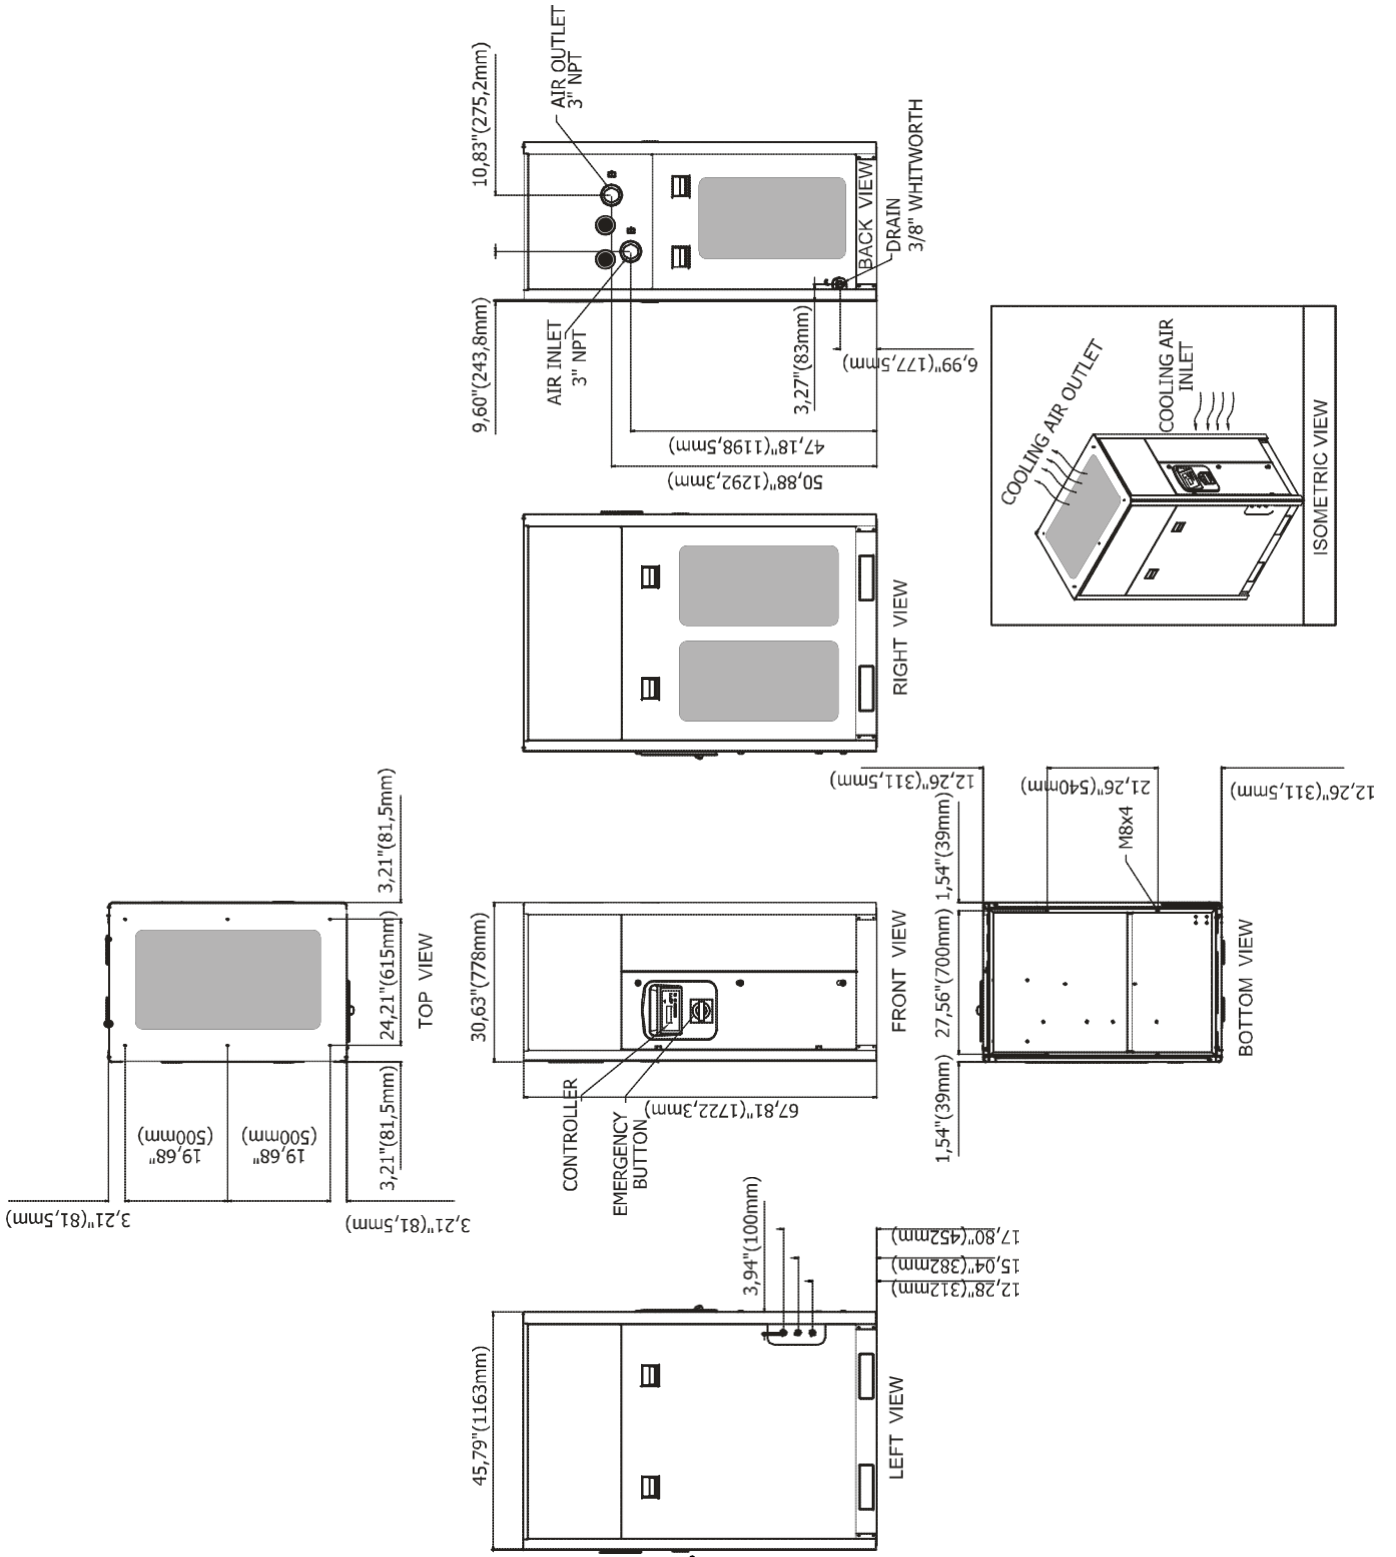 3,21"(81,5mm)
3,21"(81,5mm)
19,68"
(500mm)
19,68"
(500mm)
3,21"(81,5mm)
24,21"(615mm)
3,21"(81,5mm)
TOP VIEW
45,79"(1163mm)
3,94"(100mm)
17,80"(452mm)
15,04"(382mm)
12,28"(312mm)
LEFT VIEW
30,63"(778mm)
CONTROLLER
EMERGENCY
BUTTON
67,81"(1722,3mm)
FRONT VIEW
RIGHT VIEW
9,60"(243,8mm)
10,83"(275,2mm)
AIR INLET
3" NPT
AIR OUTLET
3" NPT
50,88"(1292,3mm)
47,18"(1198,5mm)
3,27"(83mm)
6,99"(177,5mm)
BACK VIEW
DRAIN
3/8" WHITWORTH
1,54"(39mm)
27,56"(700mm)
1,54"(39mm)
12,26"(311,5mm)
21,26"(540mm)
12,26"(311,5mm)
M8x4
BOTTOM VIEW
COOLING AIR OUTLET
COOLING AIR
INLET
ISOMETRIC VIEW